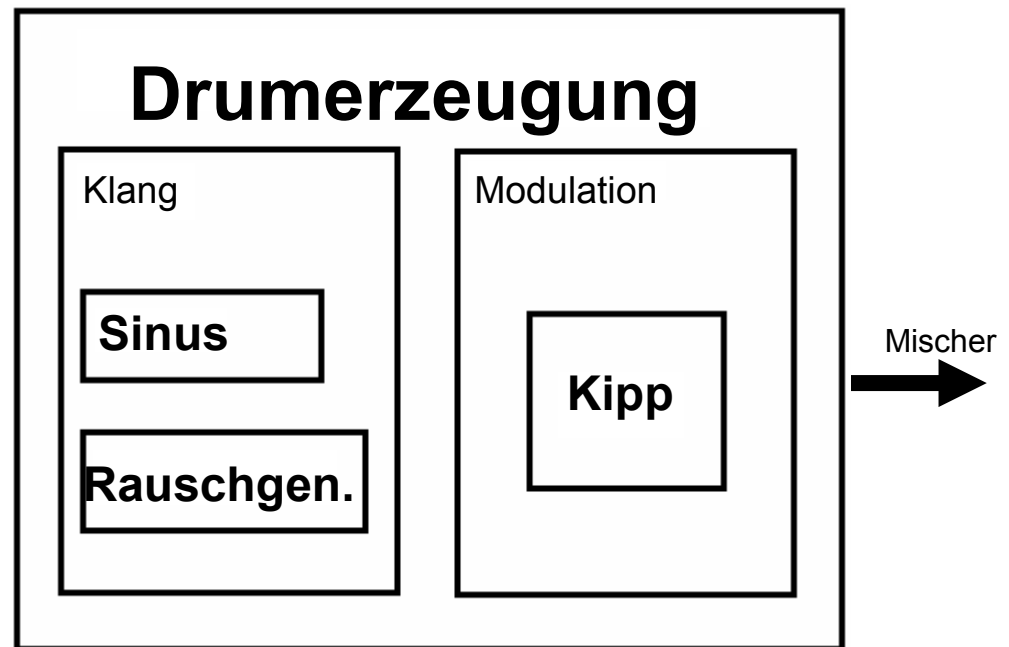 Drumerzeugung
Klang
Sinus
Rauschgen.
Modulation
Kipp
Mischer